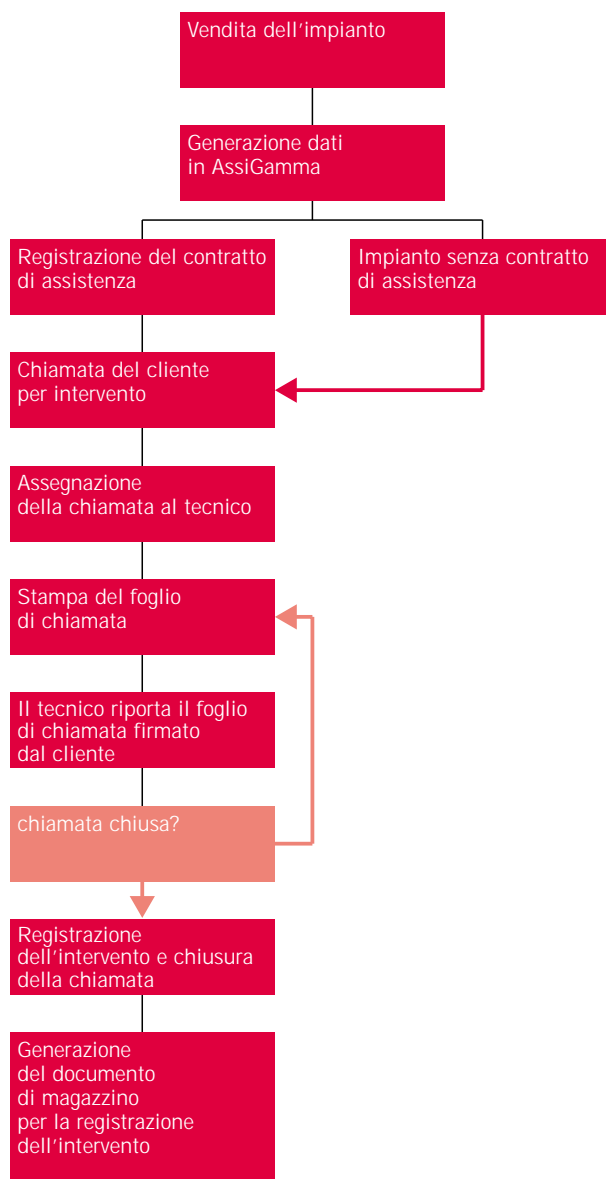 Vendita dell'impianto
Generazione dati
in AssiGamma
Registrazione del contratto
di assistenza
Impianto senza contratto
di assistenza
Chiamata del cliente
per intervento
Assegnazione
della chiamata al tecnico
Stampa del foglio
di chiamata
Il tecnico riporta il foglio
di chiamata firmato
dal cliente
chiamata chiusa?
Registrazione
dell'intervento e chiusura
della chiamata
Generazione
del documento
di magazzino
per la registrazione
dell'intervento